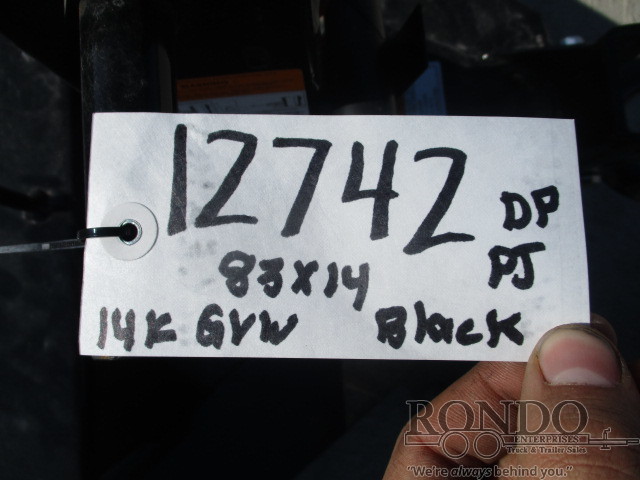 12742
DP
PJ
83x14
14K GVW Black
RONDO
ENTERPRISES
Truck & Trailer Sales
"We're always behind you."